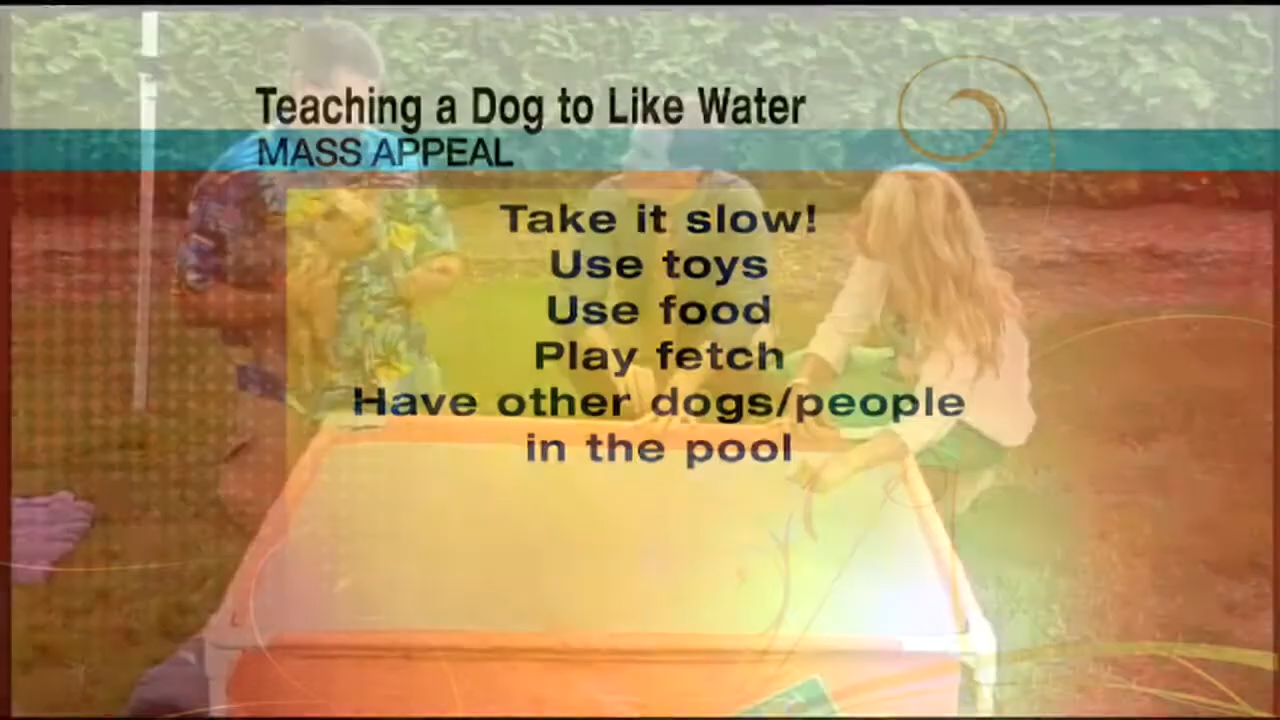 Teaching a Dog to Like Water
MASS APPEAL
Take it slow!
Use toys
Use food
Play fetch
Have other dogs/people
in the pool